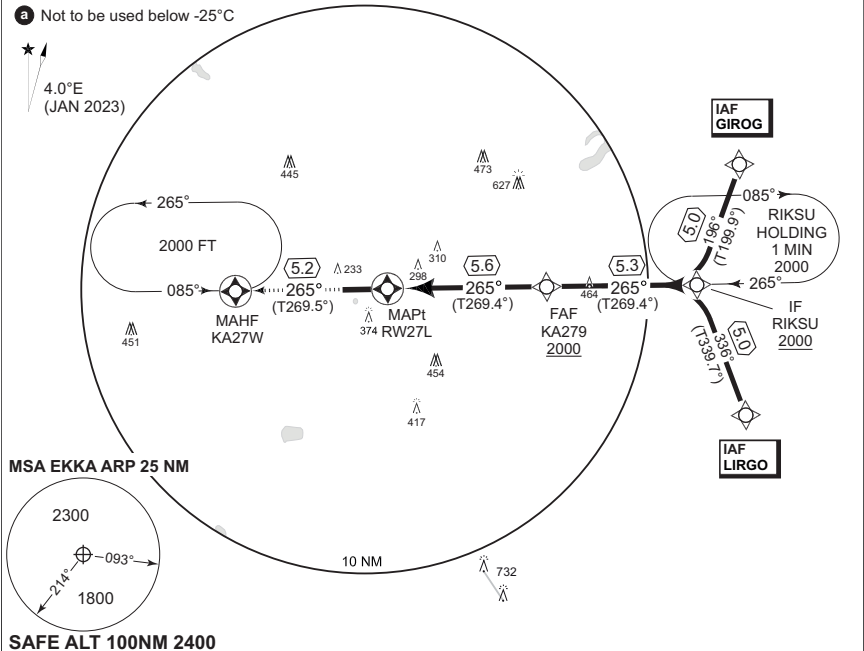 a Not to be used below -25°C
4.0°E
(JAN 2023)
IAF
GIROG
445
473
627
265°
085°
5.0
196°
(T199.9°)
RIKSU
HOLDING
1 MIN
2000
2000 FT
310
5.2
233
298
5.6
5.3
265°
085°
265°
(T269.5°)
265°
(T269.4°)
464
265°
(T269.4°)
MAHF
KA27W
374
MAPt
RW27L
FAF
KA279
2000
IF
RIKSU
2000
451
454
336°
(T339.7°)
5.0
417
IAF
LIRGO
MSA EKKA ARP 25 NM
2300
093°
214°
1800
10 NM
732
SAFE ALT 100NM 2400